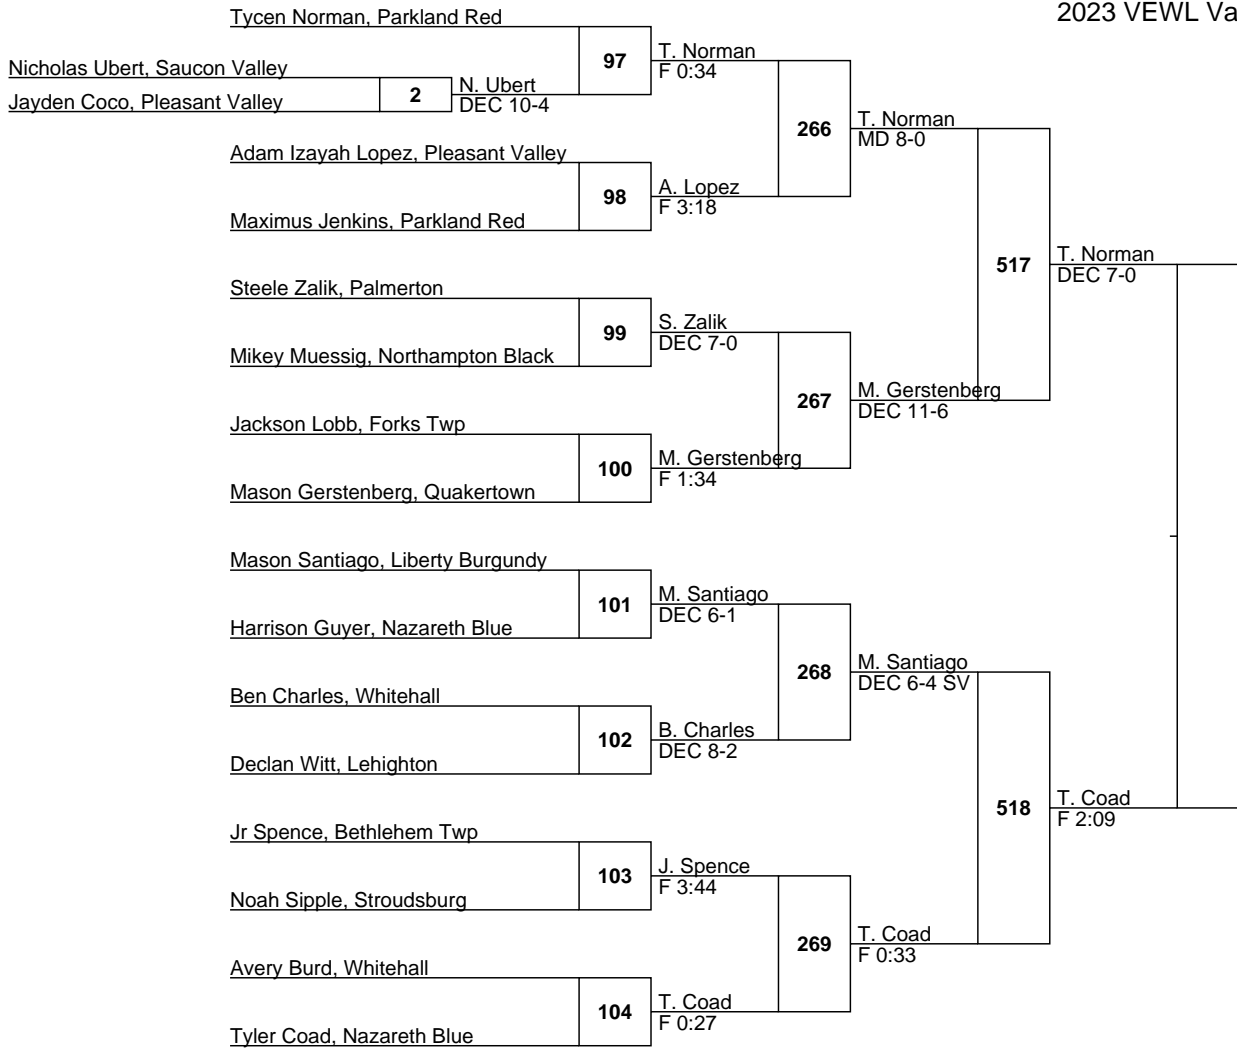 2023 VEWL Va
Tycen Norman, Parkland Red
97
T. Norman
F 0:34
Nicholas Ubert, Saucon Valley
2
N. Ubert
DEC 10-4
Jayden Coco, Pleasant Valley
266
T. Norman
MD 8-0
Adam Izayah Lopez, Pleasant Valley
98
A. Lopez
F 3:18
Maximus Jenkins, Parkland Red
517
T. Norman
DEC 7-0
Steele Zalik, Palmerton
99
S. Zalik
DEC 7-0
Mikey Muessig, Northampton Black
267
M. Gerstenberg
DEC 11-6
Jackson Lobb, Forks Twp
100
M. Gerstenberg
F 1:34
Mason Gerstenberg, Quakertown
Mason Santiago, Liberty Burgundy
101
M. Santiago
DEC 6-1
Harrison Guyer, Nazareth Blue
268
M. Santiago
DEC 6-4 SV
Ben Charles, Whitehall
102
B. Charles
DEC 8-2
Declan Witt, Lehighton
518
T. Coad
F 2:09
Jr Spence, Bethlehem Twp
103
J. Spence
F 3:44
Noah Sipple, Stroudsburg
269
T. Coad
F 0:33
Avery Burd, Whitehall
104
T. Coad
F 0:27
Tyler Coad, Nazareth Blue